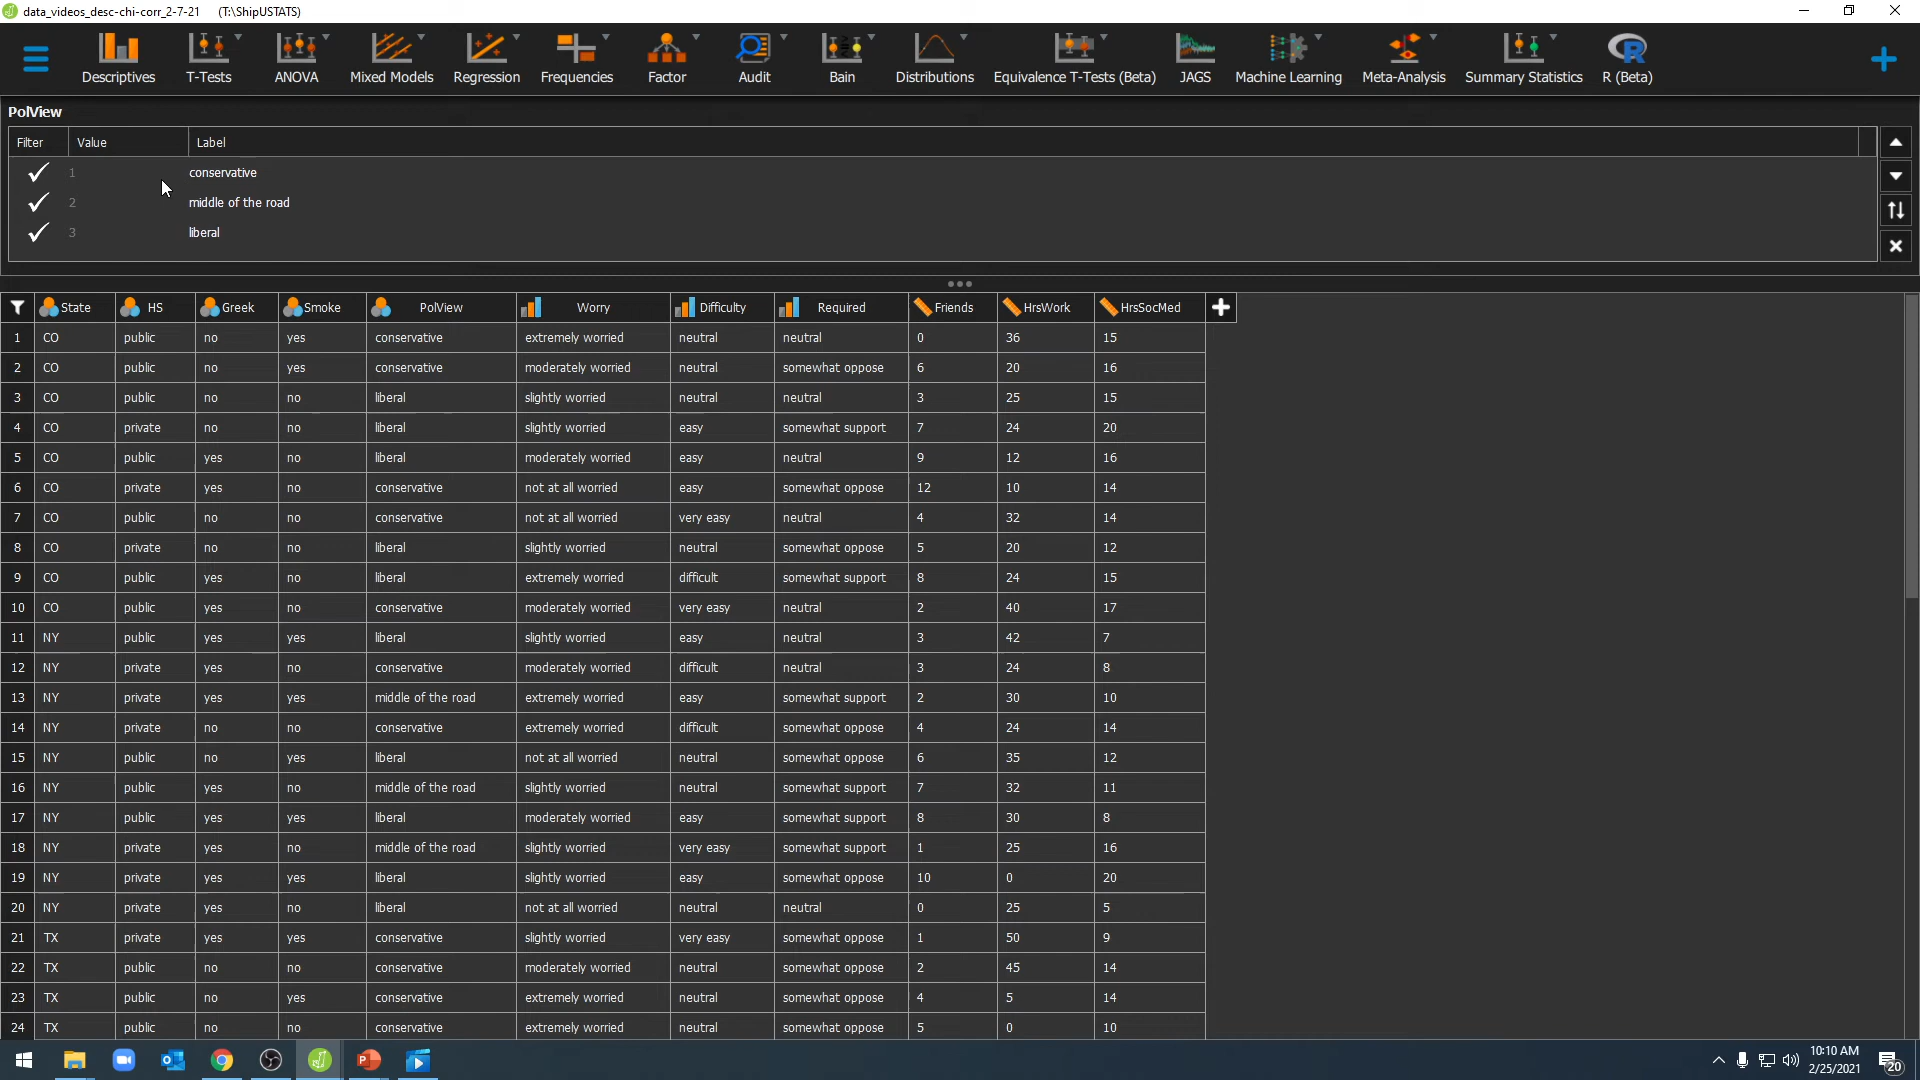 data_videos_desc-chi-corr_2-7-21 (T:\ShipUSTATS)
Descriptives T-Tests ANOVA Mixed Models Regression Frequencies Factor Audit Bain Distributions Equivalence T-Tests (Beta) JAGS Machine Learning Meta-Analysis Summary Statistics R (Beta)
PolView
Filter Value Label
1 conservative
2 middle of the road
3 liberal
State HS Greek Smoke PolView Worry Difficulty Required Friends HrsWork HrsSocMed
1 CO public no yes conservative extremely worried neutral neutral 0 36 15
2 CO public no yes conservative moderately worried neutral somewhat oppose 6 20 16
3 CO public no no liberal slightly worried neutral neutral 3 25 15
4 CO private no no liberal slightly worried easy somewhat support 7 24 20
5 CO public yes no liberal moderately worried easy neutral 9 12 16
6 CO private yes no conservative not at all worried easy somewhat oppose 12 10 14
7 CO public no no conservative not at all worried very easy neutral 4 32 14
8 CO private no no liberal slightly worried neutral somewhat oppose 5 20 12
9 CO public yes no liberal extremely worried difficult somewhat support 8 24 15
10 CO public yes no conservative moderately worried very easy neutral 2 40 17
11 NY public yes yes liberal slightly worried easy neutral 3 42 7
12 NY private yes no conservative moderately worried difficult neutral 3 24 8
13 NY private yes yes middle of the road extremely worried easy somewhat support 2 30 10
14 NY private no no conservative extremely worried difficult somewhat oppose 4 24 14
15 NY public no yes liberal not at all worried neutral somewhat oppose 6 35 12
16 NY public yes no middle of the road slightly worried neutral somewhat support 7 32 11
17 NY public yes yes liberal moderately worried easy somewhat support 8 30 8
18 NY private yes no middle of the road slightly worried very easy somewhat support 1 25 16
19 NY private yes yes liberal slightly worried easy somewhat oppose 10 0 20
20 NY private yes no liberal not at all worried neutral neutral 0 25 5
21 TX private yes yes conservative slightly worried very easy somewhat oppose 1 50 9
22 TX public no no conservative moderately worried neutral somewhat oppose 2 45 14
23 TX public no yes conservative extremely worried neutral somewhat oppose 4 5 14
24 TX public no no conservative extremely worried neutral somewhat oppose 5 0 10
10:10 AM
2/25/2021
20